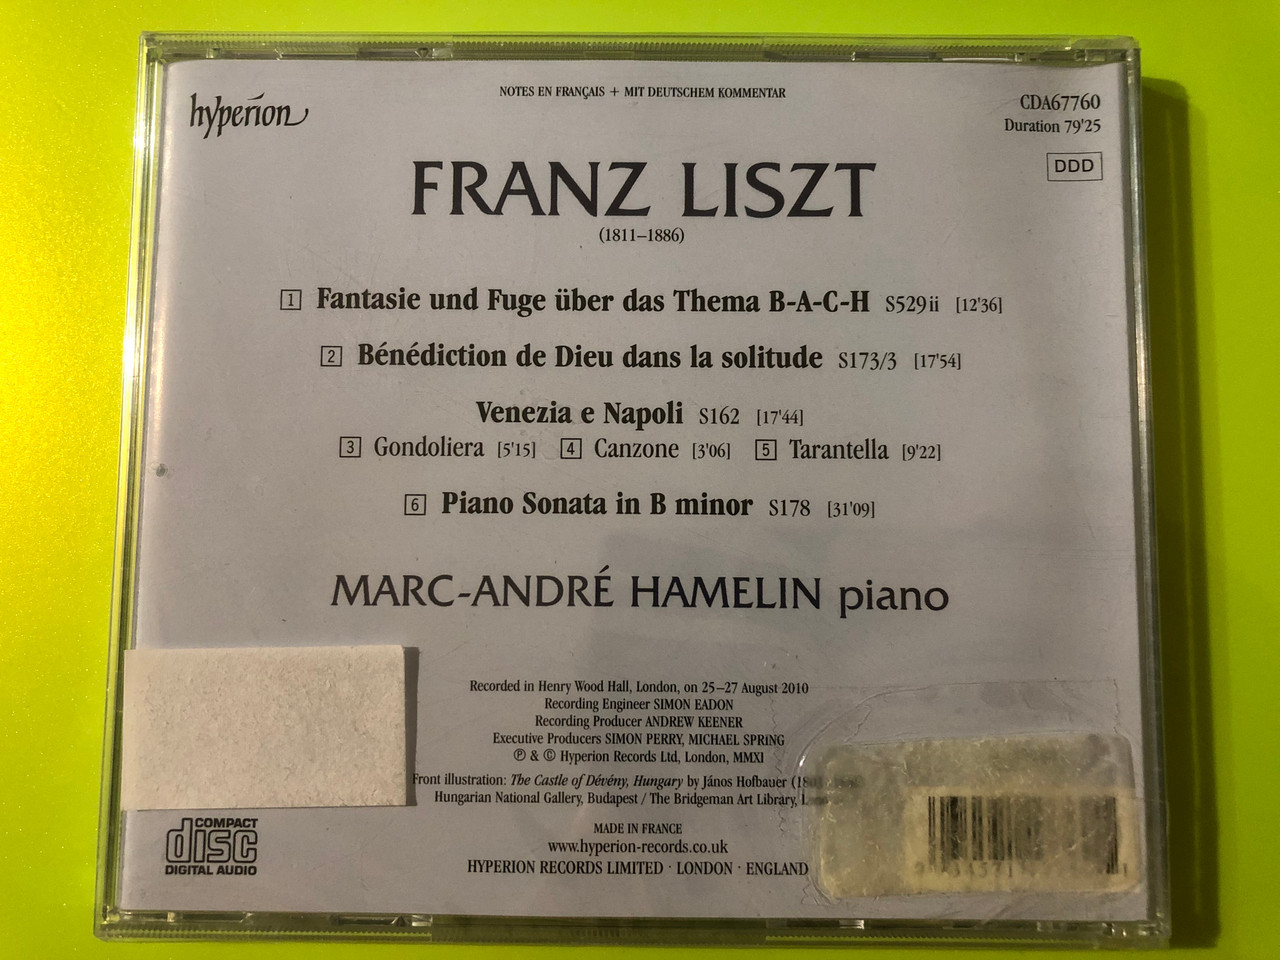 NOTES EN FRANÇAIS + MIT DEUTSCHEM KOMMENTAR
hyperion
CDA67760
Duration 79'25
DDD
FRANZ LISZT
(1811–1886)
1 Fantasie und Fuge über das Thema B-A-C-H S529ii [12'36]
2 Bénédiction de Dieu dans la solitude S173/3 [17'54]
Venezia e Napoli S162 [17'44]
3 Gondoliera [5'15] 4 Canzone [3'06] 5 Tarantella [9'22]
6 Piano Sonata in B minor S178 [31'09]
MARC-ANDRÉ HAMELIN piano
Recorded in Henry Wood Hall, London, on 25–27 August 2010
Recording Engineer SIMON EADON
Recording Producer ANDREW KEENER
Executive Producers SIMON PERRY, MICHAEL SPRING
℗ & © Hyperion Records Ltd, London, MMXI
Front illustration: The Castle of Dévény, Hungary by János Hofbauer
Hungarian National Gallery, Budapest / The Bridgeman Art Library,
MADE IN FRANCE
www.hyperion-records.co.uk
HYPERION RECORDS LIMITED · LONDON · ENGLAND
COMPACT
disc
DIGITAL AUDIO